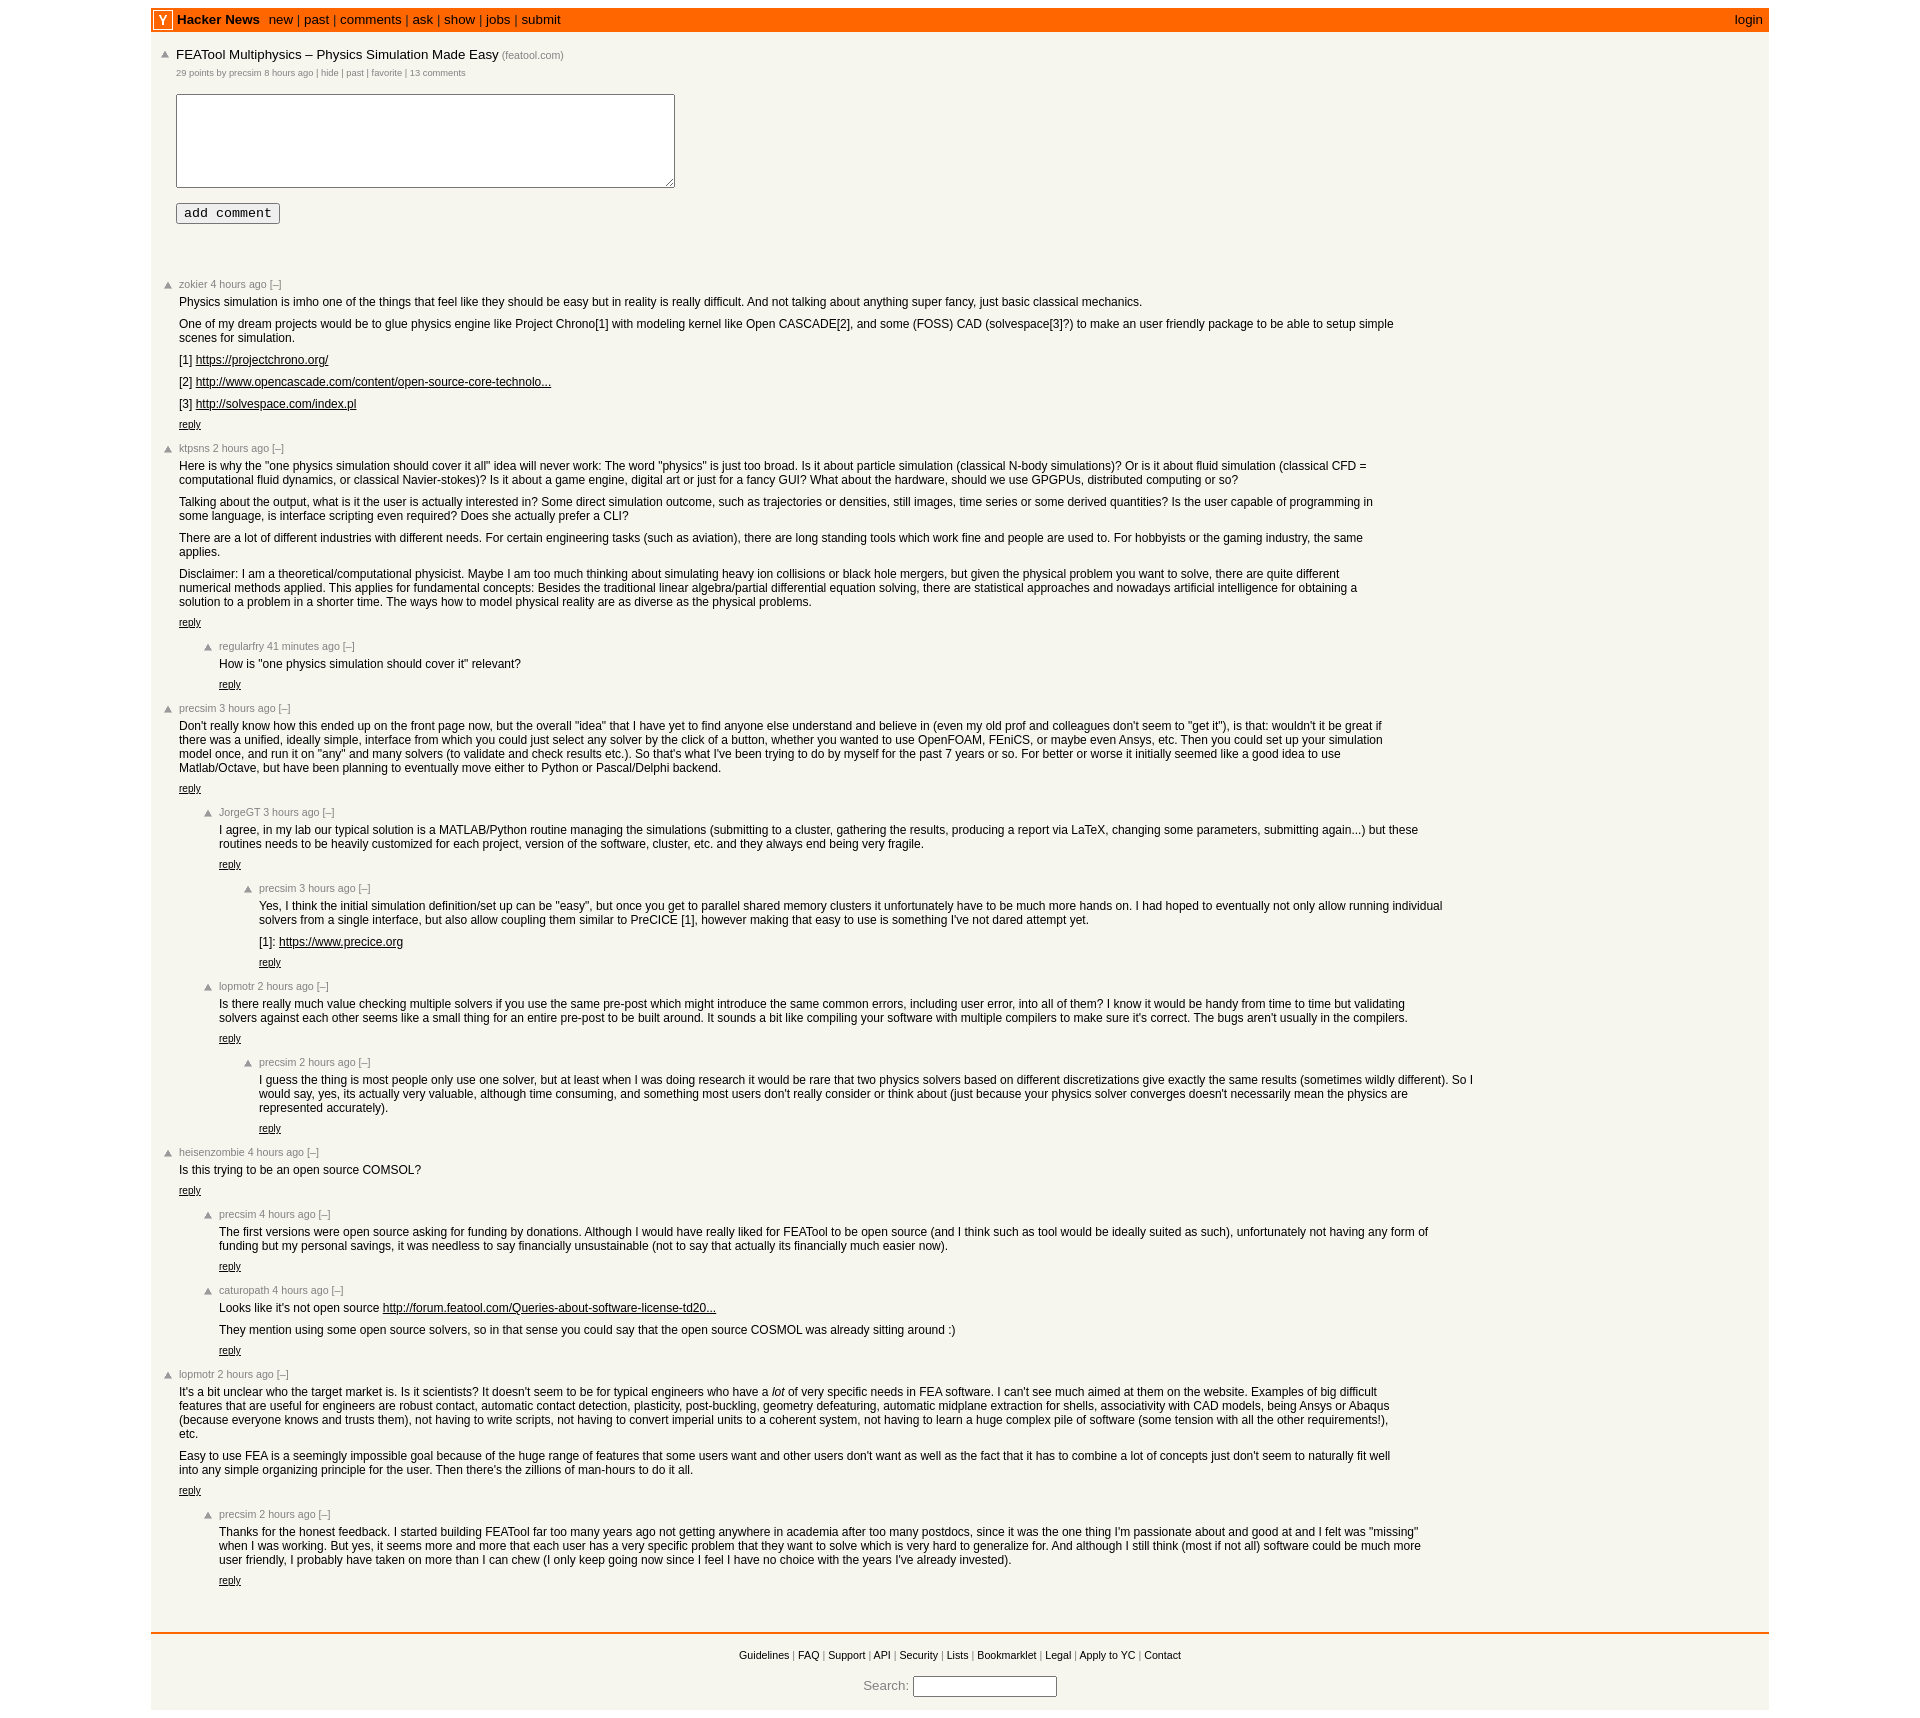 Y Hacker News new | past | comments | ask | show | jobs | submit login
FEATool Multiphysics – Physics Simulation Made Easy (featool.com)
29 points by precsim 8 hours ago | hide | past | favorite | 13 comments
add comment
zokier 4 hours ago [–]
Physics simulation is imho one of the things that feel like they should be easy but in reality is really difficult. And not talking about anything super fancy, just basic classical mechanics.
One of my dream projects would be to glue physics engine like Project Chrono[1] with modeling kernel like Open CASCADE[2], and some (FOSS) CAD (solvespace[3]?) to make an user friendly package to be able to setup simple
scenes for simulation.
[1] https://projectchrono.org/
[2] http://www.opencascade.com/content/open-source-core-technolo...
[3] http://solvespace.com/index.pl
reply
ktpsns 2 hours ago [–]
Here is why the "one physics simulation should cover it all" idea will never work: The word "physics" is just too broad. Is it about particle simulation (classical N-body simulations)? Or is it about fluid simulation (classical CFD =
computational fluid dynamics, or classical Navier-stokes)? Is it about a game engine, digital art or just for a fancy GUI? What about the hardware, should we use GPGPUs, distributed computing or so?
Talking about the output, what is it the user is actually interested in? Some direct simulation outcome, such as trajectories or densities, still images, time series or some derived quantities? Is the user capable of programming in
some language, is interface scripting even required? Does she actually prefer a CLI?
There are a lot of different industries with different needs. For certain engineering tasks (such as aviation), there are long standing tools which work fine and people are used to. For hobbyists or the gaming industry, the same
applies.
Disclaimer: I am a theoretical/computational physicist. Maybe I am too much thinking about simulating heavy ion collisions or black hole mergers, but given the physical problem you want to solve, there are quite different
numerical methods applied. This applies for fundamental concepts: Besides the traditional linear algebra/partial differential equation solving, there are statistical approaches and nowadays artificial intelligence for obtaining a
solution to a problem in a shorter time. The ways how to model physical reality are as diverse as the physical problems.
reply
regularfry 41 minutes ago [–]
How is "one physics simulation should cover it" relevant?
reply
precsim 3 hours ago [–]
Don't really know how this ended up on the front page now, but the overall "idea" that I have yet to find anyone else understand and believe in (even my old prof and colleagues don't seem to "get it"), is that: wouldn't it be great if
there was a unified, ideally simple, interface from which you could just select any solver by the click of a button, whether you wanted to use OpenFOAM, FEniCS, or maybe even Ansys, etc. Then you could set up your simulation
model once, and run it on "any" and many solvers (to validate and check results etc.). So that's what I've been trying to do by myself for the past 7 years or so. For better or worse it initially seemed like a good idea to use
Matlab/Octave, but have been planning to eventually move either to Python or Pascal/Delphi backend.
reply
JorgeGT 3 hours ago [–]
I agree, in my lab our typical solution is a MATLAB/Python routine managing the simulations (submitting to a cluster, gathering the results, producing a report via LaTeX, changing some parameters, submitting again...) but these
routines needs to be heavily customized for each project, version of the software, cluster, etc. and they always end being very fragile.
reply
precsim 3 hours ago [–]
Yes, I think the initial simulation definition/set up can be "easy", but once you get to parallel shared memory clusters it unfortunately have to be much more hands on. I had hoped to eventually not only allow running individual
solvers from a single interface, but also allow coupling them similar to PreCICE [1], however making that easy to use is something I've not dared attempt yet.
[1]: https://www.precice.org
reply
lopmotr 2 hours ago [–]
Is there really much value checking multiple solvers if you use the same pre-post which might introduce the same common errors, including user error, into all of them? I know it would be handy from time to time but validating
solvers against each other seems like a small thing for an entire pre-post to be built around. It sounds a bit like compiling your software with multiple compilers to make sure it's correct. The bugs aren't usually in the compilers.
reply
precsim 2 hours ago [–]
I guess the thing is most people only use one solver, but at least when I was doing research it would be rare that two physics solvers based on different discretizations give exactly the same results (sometimes wildly different). So I
would say, yes, its actually very valuable, although time consuming, and something most users don't really consider or think about (just because your physics solver converges doesn't necessarily mean the physics are
represented accurately).
reply
heisenzombie 4 hours ago [–]
Is this trying to be an open source COMSOL?
reply
precsim 4 hours ago [–]
The first versions were open source asking for funding by donations. Although I would have really liked for FEATool to be open source (and I think such as tool would be ideally suited as such), unfortunately not having any form of
funding but my personal savings, it was needless to say financially unsustainable (not to say that actually its financially much easier now).
reply
caturopath 4 hours ago [–]
Looks like it's not open source http://forum.featool.com/Queries-about-software-license-td20...
They mention using some open source solvers, so in that sense you could say that the open source COSMOL was already sitting around :)
reply
lopmotr 2 hours ago [–]
It's a bit unclear who the target market is. Is it scientists? It doesn't seem to be for typical engineers who have a lot of very specific needs in FEA software. I can't see much aimed at them on the website. Examples of big difficult
features that are useful for engineers are robust contact, automatic contact detection, plasticity, post-buckling, geometry defeaturing, automatic midplane extraction for shells, associativity with CAD models, being Ansys or Abaqus
(because everyone knows and trusts them), not having to write scripts, not having to convert imperial units to a coherent system, not having to learn a huge complex pile of software (some tension with all the other requirements!),
etc.
Easy to use FEA is a seemingly impossible goal because of the huge range of features that some users want and other users don't want as well as the fact that it has to combine a lot of concepts just don't seem to naturally fit well
into any simple organizing principle for the user. Then there's the zillions of man-hours to do it all.
reply
precsim 2 hours ago [–]
Thanks for the honest feedback. I started building FEATool far too many years ago not getting anywhere in academia after too many postdocs, since it was the one thing I'm passionate about and good at and I felt was "missing"
when I was working. But yes, it seems more and more that each user has a very specific problem that they want to solve which is very hard to generalize for. And although I still think (most if not all) software could be much more
user friendly, I probably have taken on more than I can chew (I only keep going now since I feel I have no choice with the years I've already invested).
reply
Guidelines | FAQ | Support | API | Security | Lists | Bookmarklet | Legal | Apply to YC | Contact
Search: